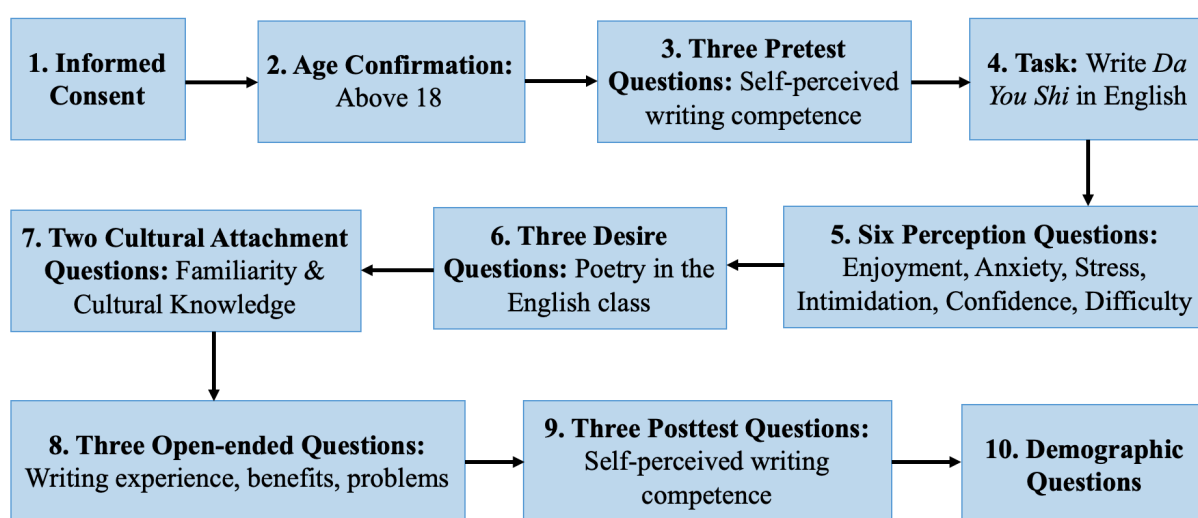 1. Informed
Consent
2. Age Confirmation:
Above 18
3. Three Pretest
Questions: Self-perceived
writing competence
4. Task: Write Da
You Shi in English
5. Six Perception Questions:
Enjoyment, Anxiety, Stress,
Intimidation, Confidence, Difficulty
6. Three Desire
Questions: Poetry in the
English class
7. Two Cultural Attachment
Questions: Familiarity &
Cultural Knowledge
8. Three Open-ended Questions:
Writing experience, benefits, problems
9. Three Posttest Questions:
Self-perceived writing
competence
10. Demographic
Questions